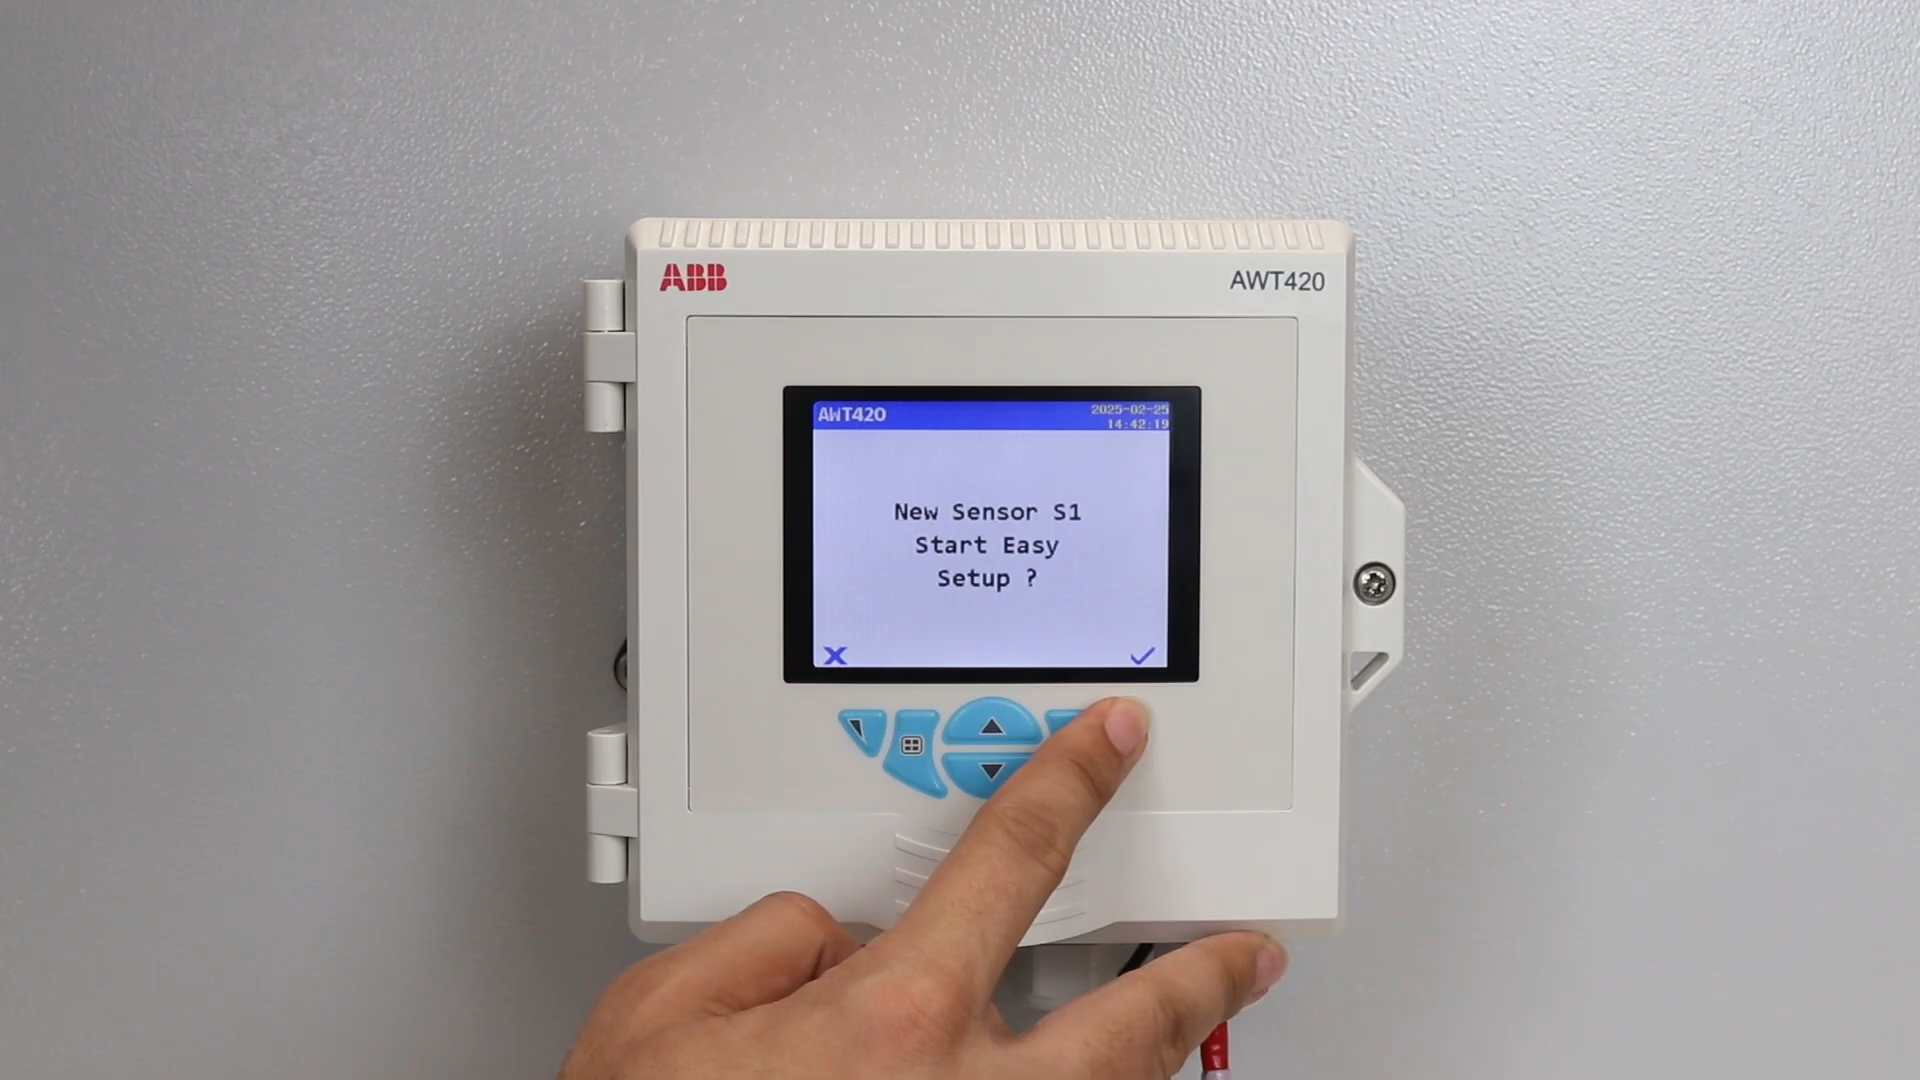 ABB
AWT420
AWT420
2025-02-25
14:42:19
New Sensor S1
Start Easy
Setup ?